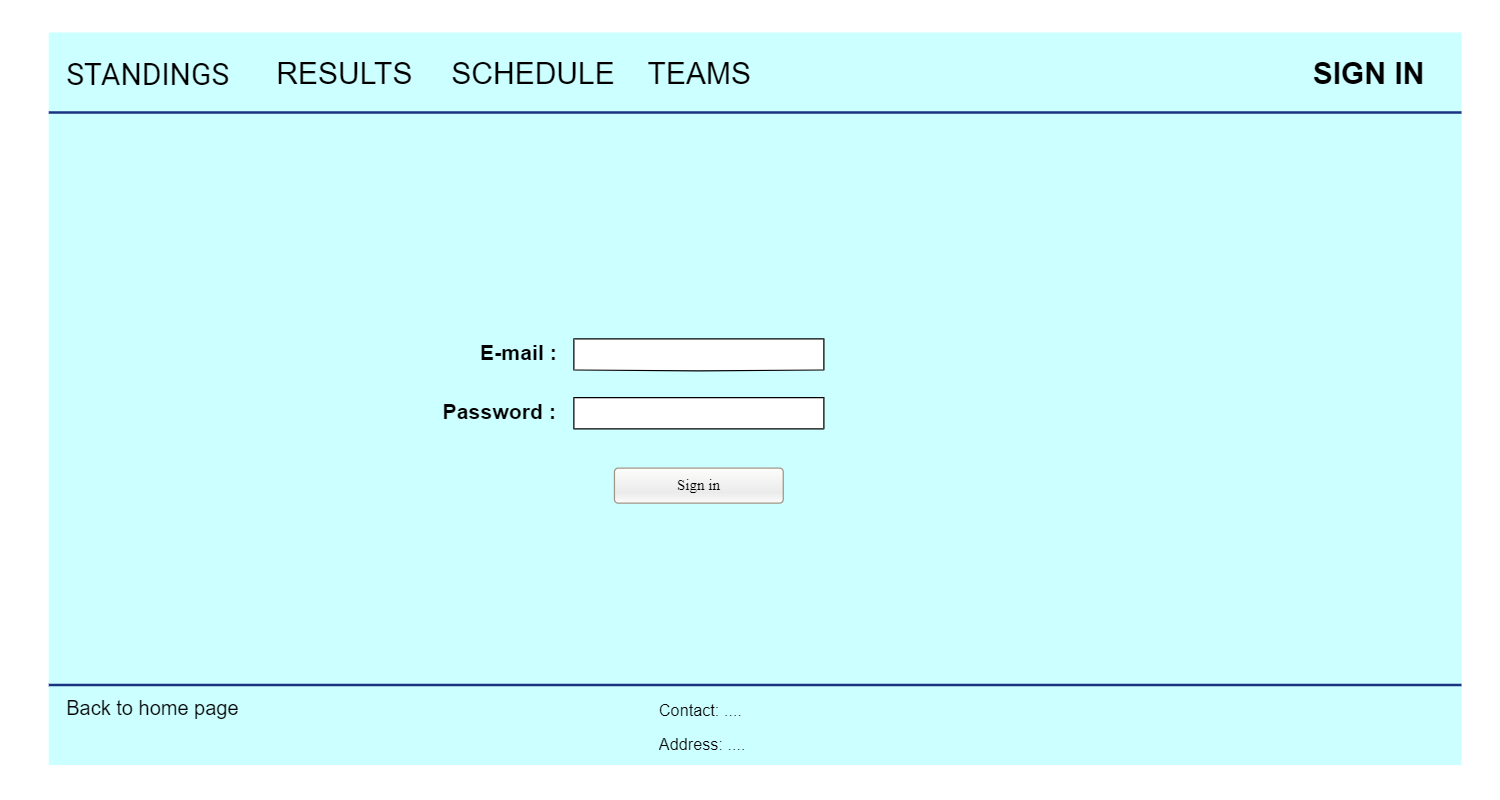 STANDINGS RESULTS SCHEDULE TEAMS SIGN IN
E-mail :
Password :
Sign in
Back to home page Contact: ....
Address: ....